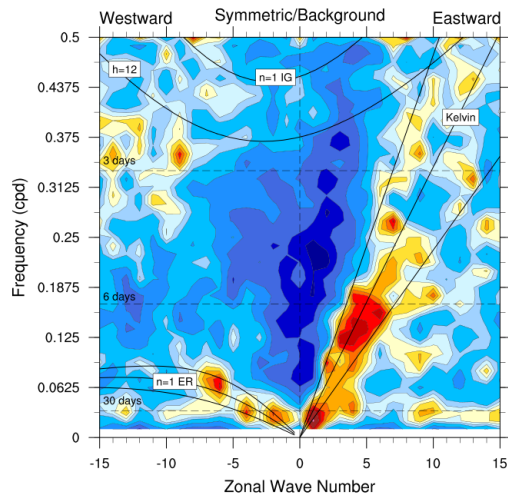 Symmetric/Background
Westward
Eastward
0.5
0.4375
0.375
0.3125
0.25
0.1875
0.125
0.0625
0
Frequency (cpd)
h=12
n=1 IG
Kelvin
3 days
6 days
n=1 ER
30 days
-15 -10 -5 0 5 10 15
Zonal Wave Number